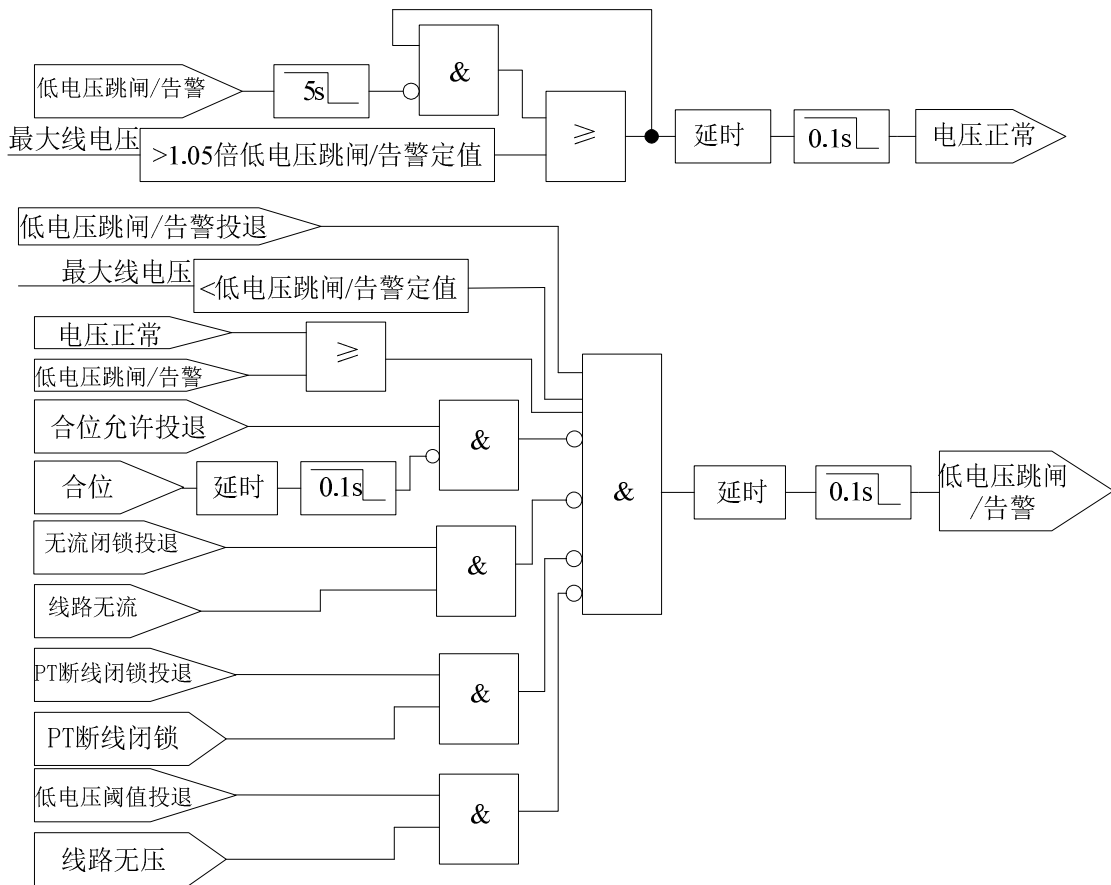 &
低电压跳闸/告警
5s
最大线电压
>1.05倍低电压跳闸/告警定值
≥
延时
0.1s
电压正常
低电压跳闸/告警投退
最大线电压
<低电压跳闸/告警定值
电压正常
低电压跳闸/告警
≥
合位允许投退
&
合位
延时
0.1s
无流闭锁投退
线路无流
&
PT断线闭锁投退
PT断线闭锁
&
低电压阈值投退
线路无压
&
&
延时
0.1s
低电压跳闸
/告警